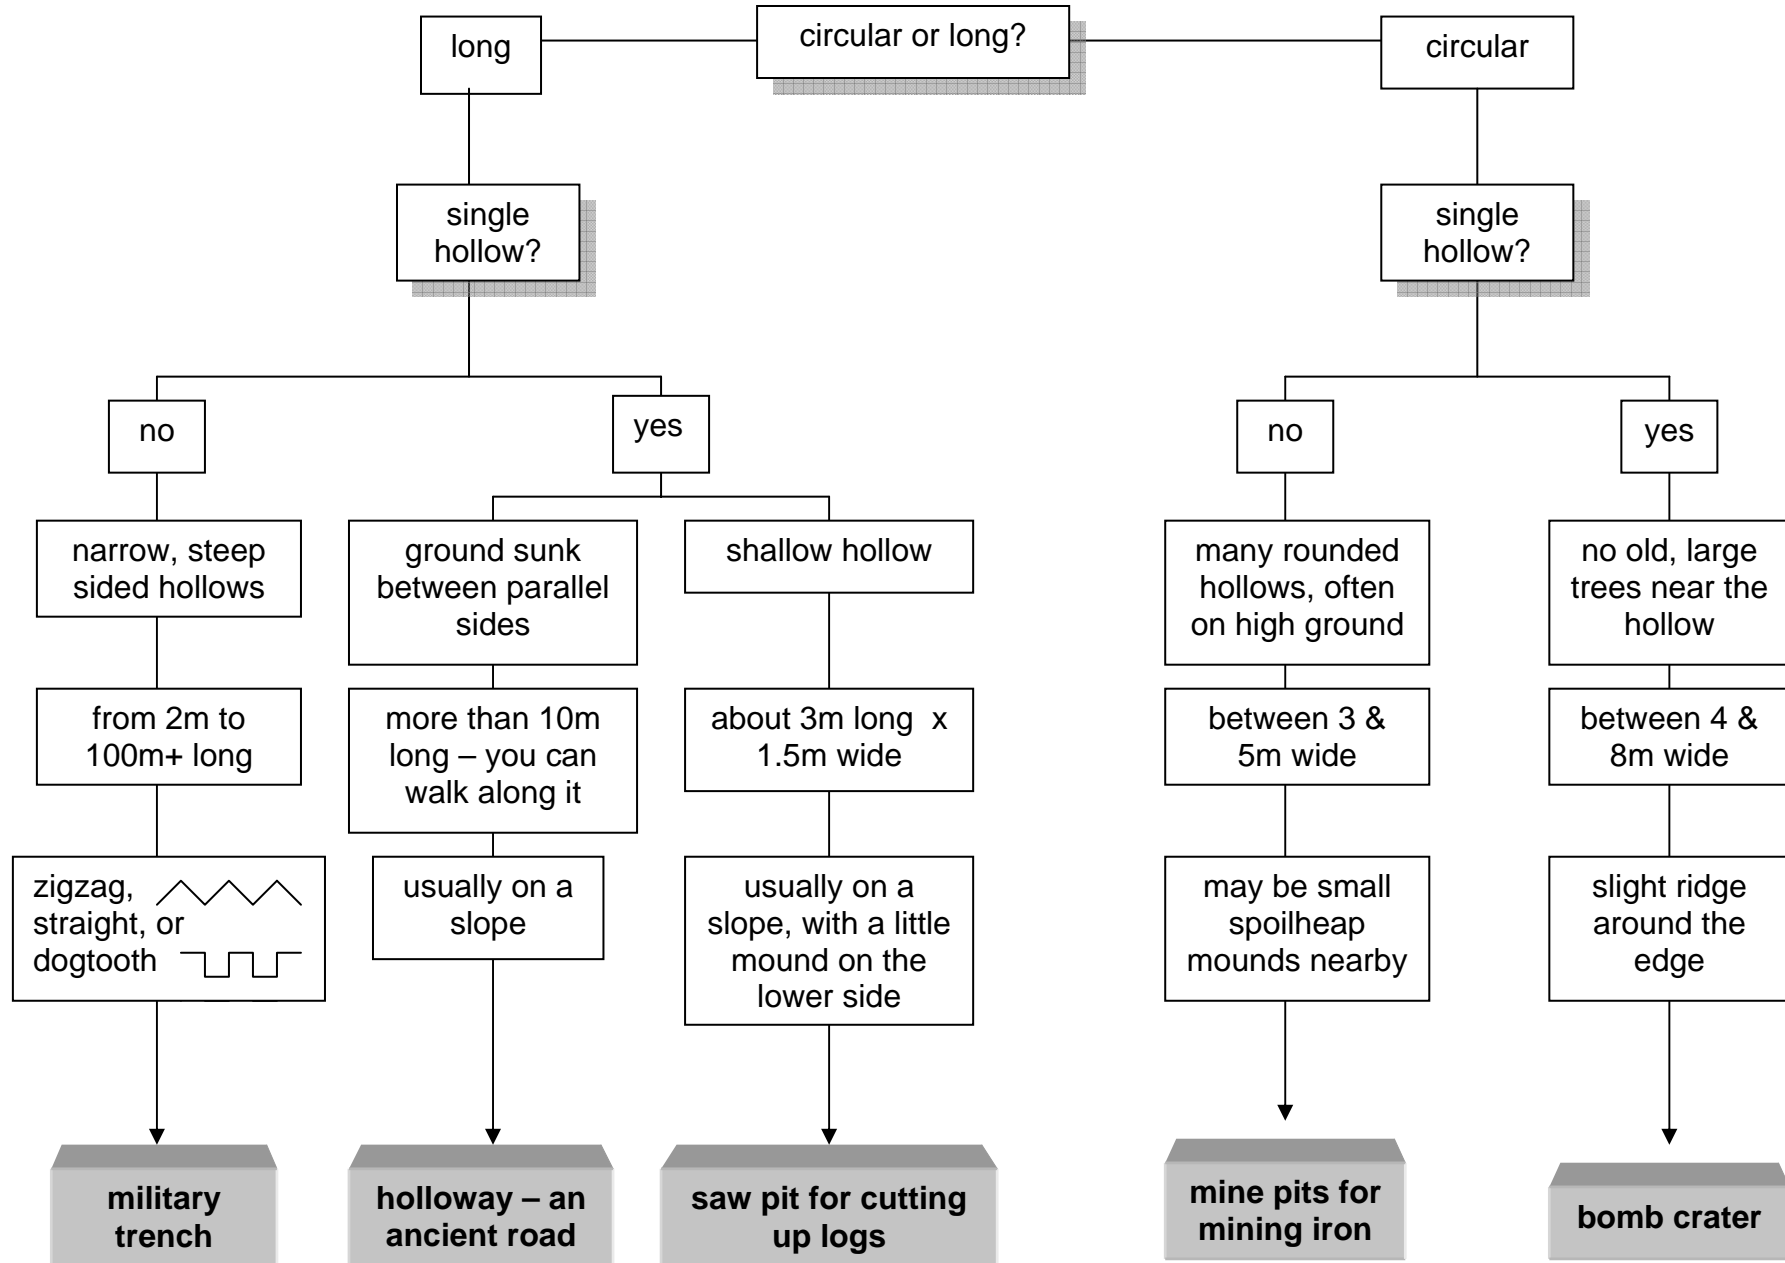 circular or long?
long
circular
single
hollow?
single
hollow?
no
yes
no
yes
narrow, steep
sided hollows
ground sunk
between parallel
sides
shallow hollow
many rounded
hollows, often
on high ground
no old, large
trees near the
hollow
from 2m to
100m+ long
more than 10m
long – you can
walk along it
about 3m long x
1.5m wide
between 3 &
5m wide
between 4 &
8m wide
zigzag,
straight, or
dogtooth
usually on a
slope
usually on a
slope, with a little
mound on the
lower side
may be small
spoilheap
mounds nearby
slight ridge
around the
edge
military
trench
holloway – an
ancient road
saw pit for cutting
up logs
mine pits for
mining iron
bomb crater